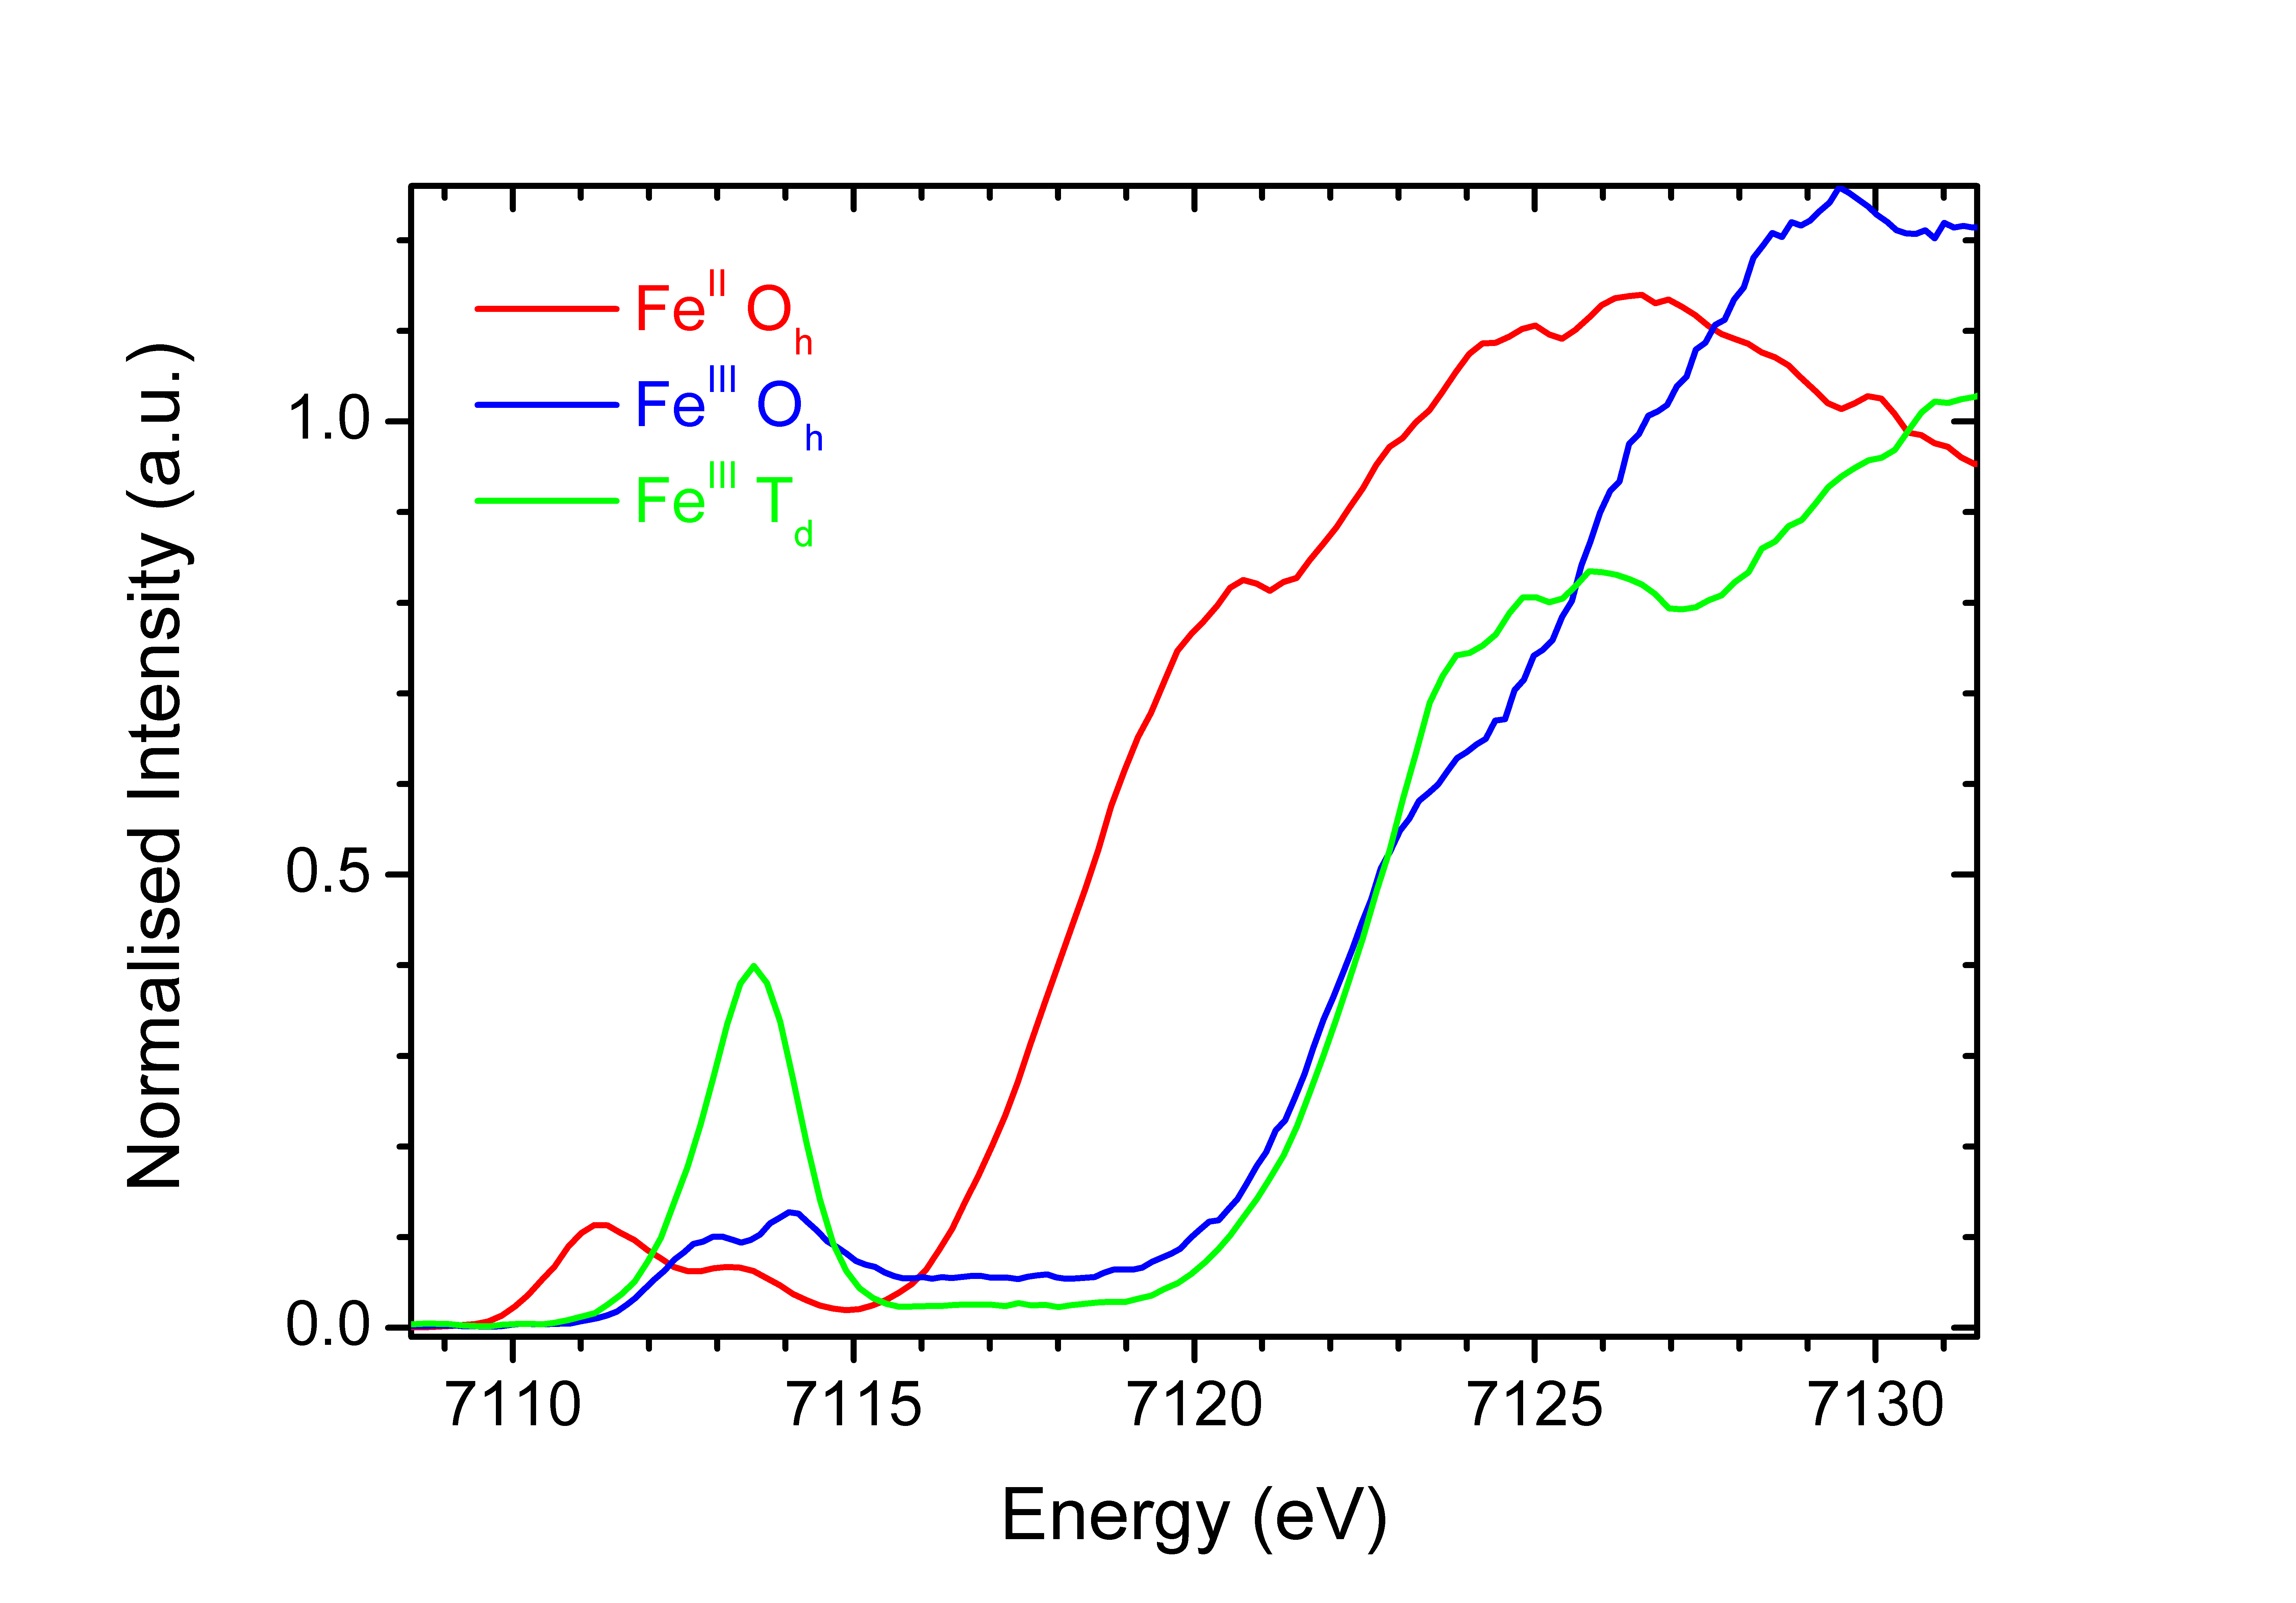 Fe^II O_h
Fe^III O_h
Fe^III T_d
1.0
0.5
0.0
Normalised Intensity (a.u.)
7110 7115 7120 7125 7130
Energy (eV)